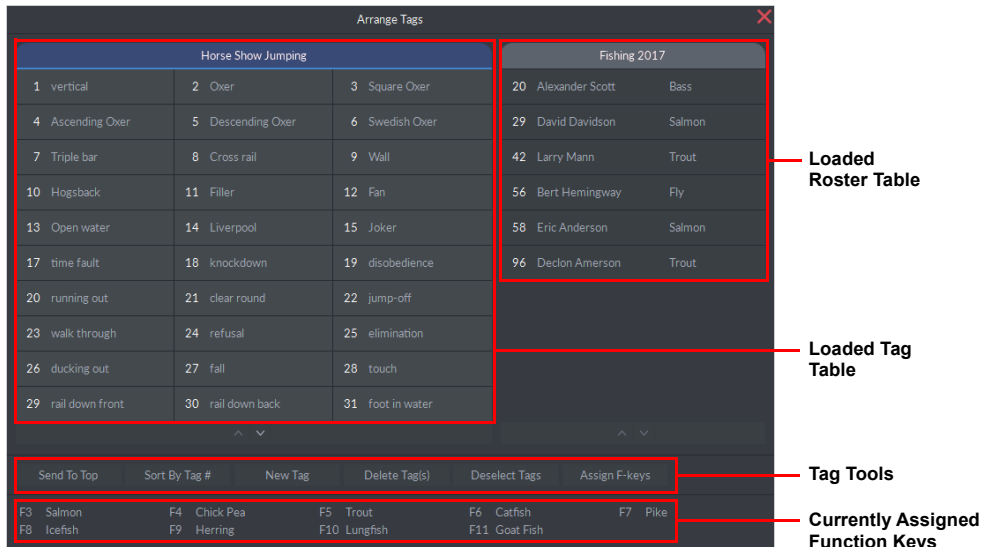 Arrange Tags
Horse Show Jumping
Fishing 2017
1 vertical 2 Oxer 3 Square Oxer 20 Alexander Scott Bass
4 Ascending Oxer 5 Descending Oxer 6 Swedish Oxer 29 David Davidson Salmon
7 Triple bar 8 Cross rail 9 Wall 42 Larry Mann Trout
Loaded
Roster Table
10 Hogsback 11 Filler 12 Fan 56 Bert Hemingway Fly
13 Open water 14 Liverpool 15 Joker 58 Eric Anderson Salmon
17 time fault 18 knockdown 19 disobedience 96 Declon Amerson Trout
20 running out 21 clear round 22 jump-off
23 walk through 24 refusal 25 elimination
Loaded Tag
Table
26 ducking out 27 fall 28 touch
29 rail down front 30 rail down back 31 foot in water
Send To Top Sort By Tag # New Tag Delete Tag(s) Deselect Tags Assign F-keys
Tag Tools
F3 Salmon F4 Chick Pea F5 Trout F6 Catfish F7 Pike
F8 Icefish F9 Herring F10 Lungfish F11 Goat Fish
Currently Assigned
Function Keys